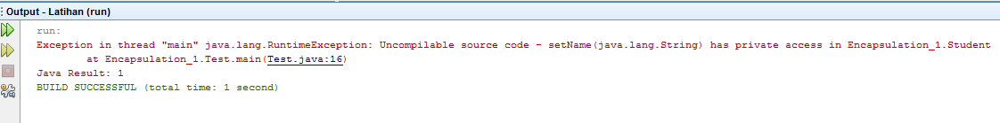 Output - Latihan (run)
run:
Exception in thread "main" java.lang.RuntimeException: Uncompilable source code - setName(java.lang.String) has private access in Encapsulation_1.Student
at Encapsulation_1.Test.main(Test.java:16)
Java Result: 1
BUILD SUCCESSFUL (total time: 1 second)